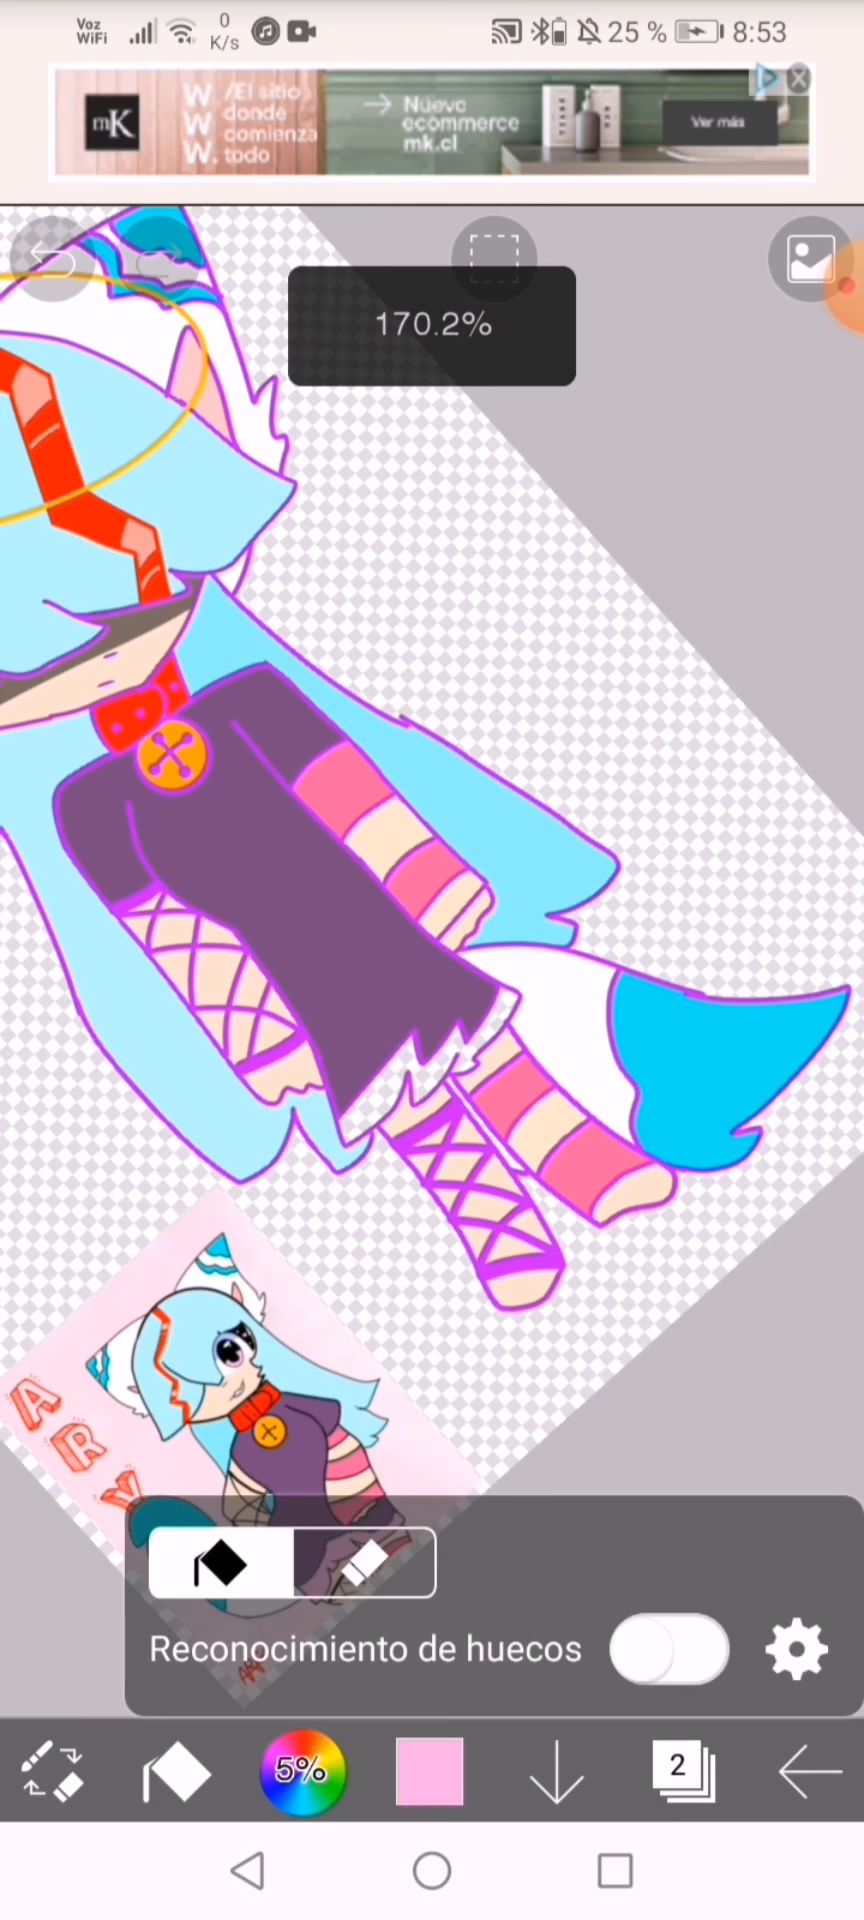 Voz
WiFi
0
K/s
25 %
8:53
mK
W /El sitio
W donde
comienza
W. todo
→ Nuevo
ecommerce
mk.cl
Ver más
170.2%
A
R
Y
Reconocimiento de huecos
5%
2